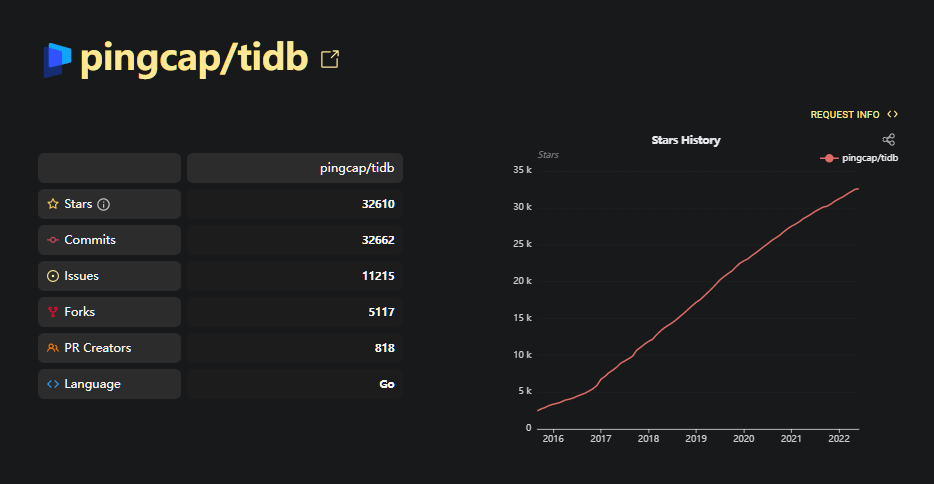 pingcap/tidb
REQUEST INFO
pingcap/tidb
Stars 32610
Commits 32662
Issues 11215
Forks 5117
PR Creators 818
Language Go
Stars History
Stars
pingcap/tidb
35 k
30 k
25 k
20 k
15 k
10 k
5 k
0
2016 2017 2018 2019 2020 2021 2022